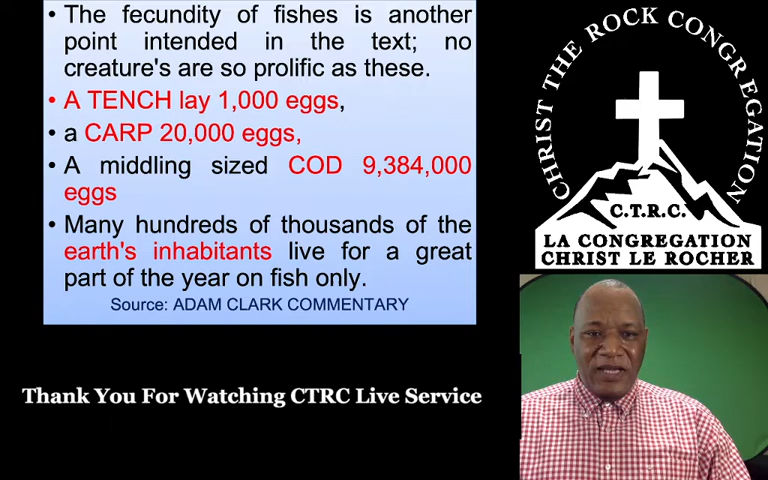 • The fecundity of fishes is another
point intended in the text; no
creature's are so prolific as these.
• A TENCH lay 1,000 eggs,
• a CARP 20,000 eggs,
• A middling sized COD 9,384,000
eggs
• Many hundreds of thousands of the
earth's inhabitants live for a great
part of the year on fish only.
Source: ADAM CLARK COMMENTARY
CHRIST THE ROCK CONGREGATION
C.T.R.C.
LA CONGREGATION
CHRIST LE ROCHER
Thank You For Watching CTRC Live Service